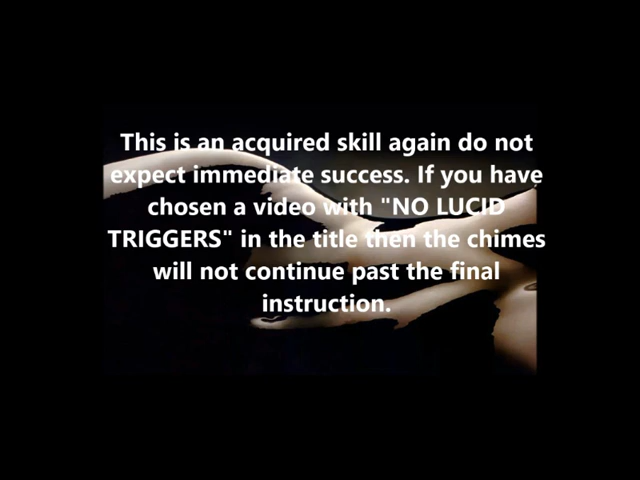 This is an acquired skill again do not
expect immediate success. If you have
chosen a video with "NO LUCID
TRIGGERS" in the title then the chimes
will not continue past the final
instruction.